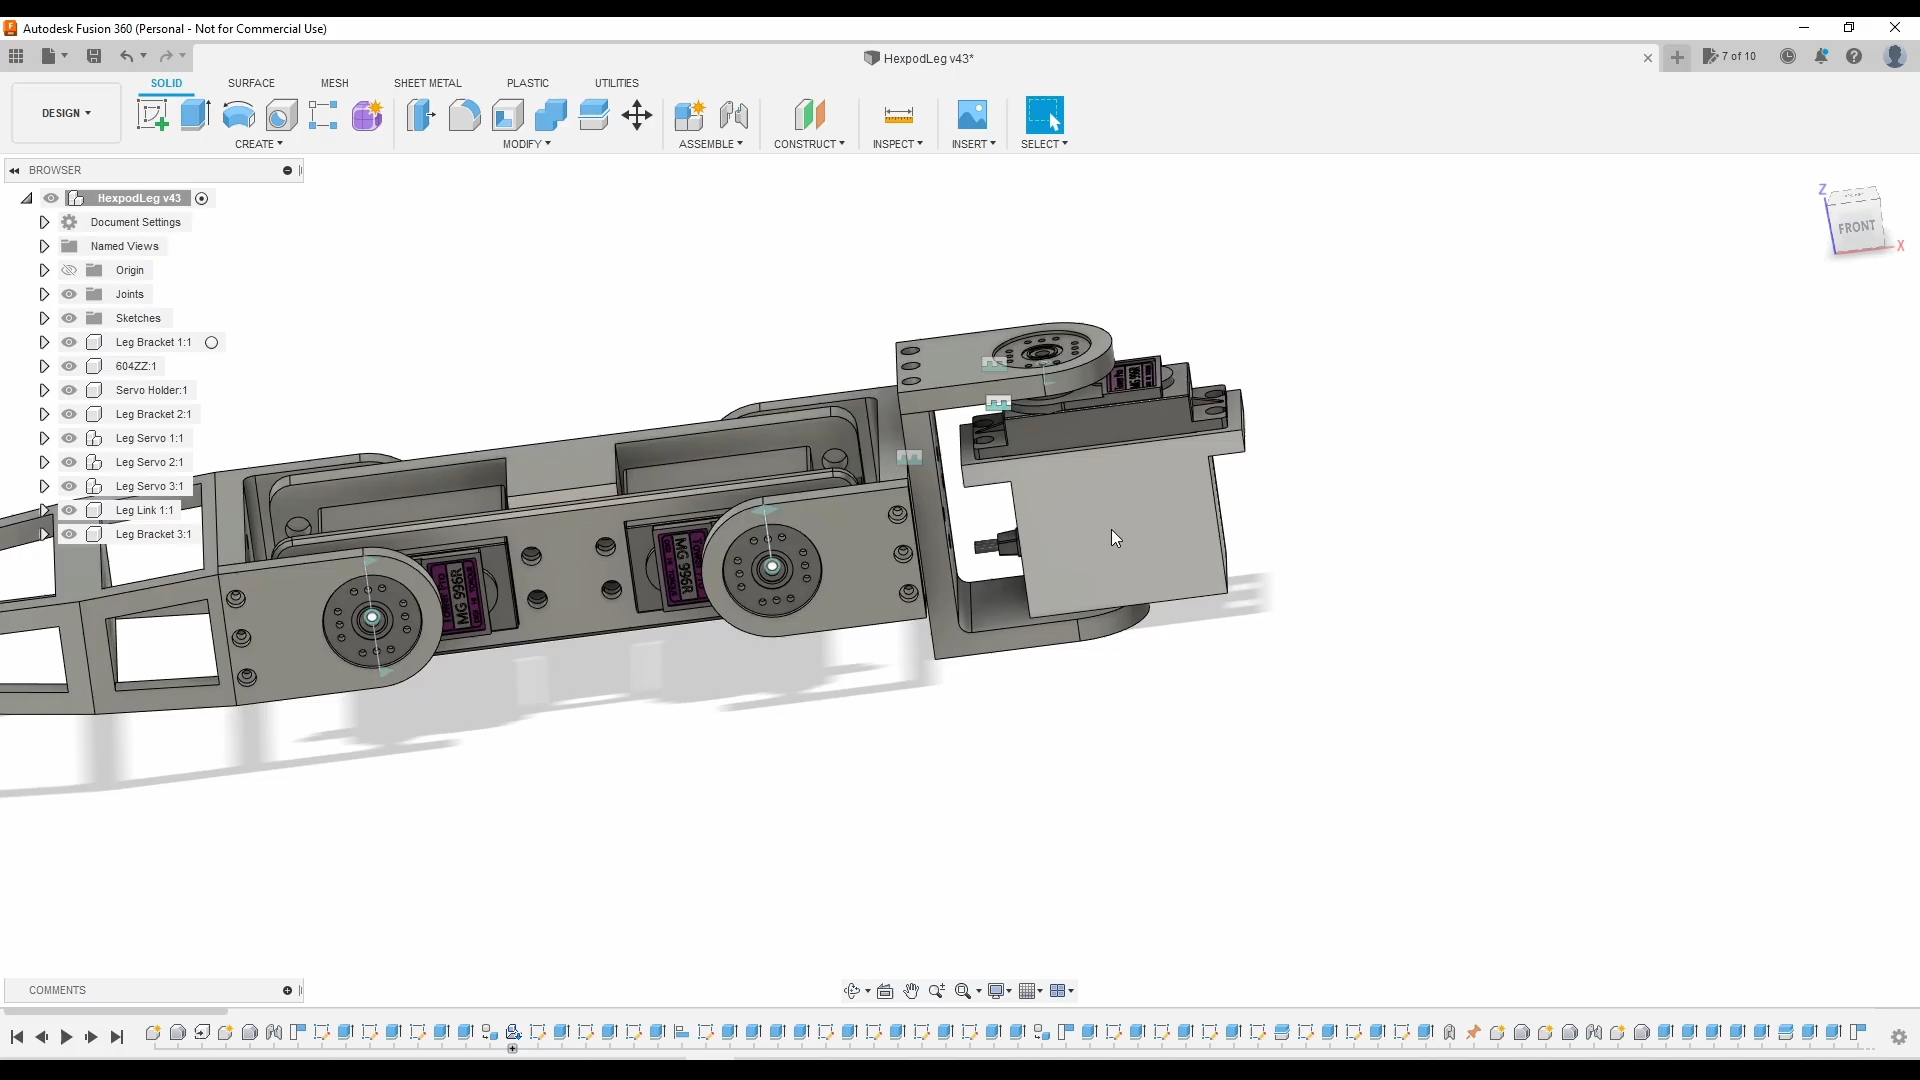 Autodesk Fusion 360 (Personal - Not for Commercial Use)
HexpodLeg v43*
7 of 10
DESIGN
SOLID
SURFACE
MESH
SHEET METAL
PLASTIC
UTILITIES
CREATE
MODIFY
ASSEMBLE
CONSTRUCT
INSPECT
INSERT
SELECT
BROWSER
HexpodLeg v43
Document Settings
Named Views
Origin
Joints
Sketches
Leg Bracket 1:1
604ZZ:1
Servo Holder:1
Leg Bracket 2:1
Leg Servo 1:1
Leg Servo 2:1
Leg Servo 3:1
Leg Link 1:1
Leg Bracket 3:1
Z
FRONT
X
Tower Pro
MG 996R
Tower Pro
MG 996R
COMMENTS